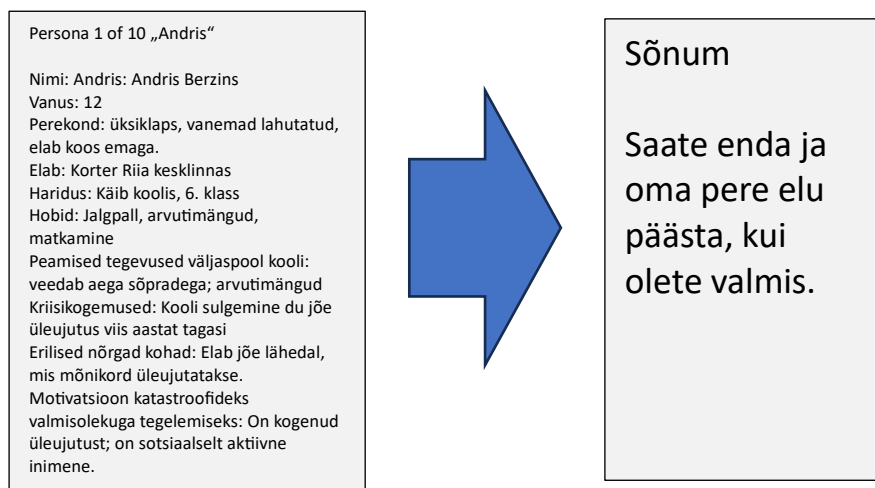 Persona 1 of 10 „Andris“
Nimi: Andris: Andris Berzins
Vanus: 12
Perekond: üksiklaps, vanemad lahutatud,
elab koos emaga.
Elab: Korter Riia kesklinnas
Haridus: Käib koolis, 6. klass
Hobid: Jalgpall, arvutimängud,
matkamine
Peamised tegevused väljaspool kooli:
veedab aega sõpradega; arvutimängud
Kriisikogemused: Kooli sulgemine du jõe
üleujutus viis aastat tagasi
Erilised nõrgad kohad: Elab jõe lähedal,
mis mõnikord üleujutatakse.
Motivatsioon katastroofideks
valmisolekuga tegelemiseks: On kogenud
üleujutust; on sotsiaalselt aktiivne
inimene.
Sõnum
Saate enda ja
oma pere elu
päästa, kui
olete valmis.